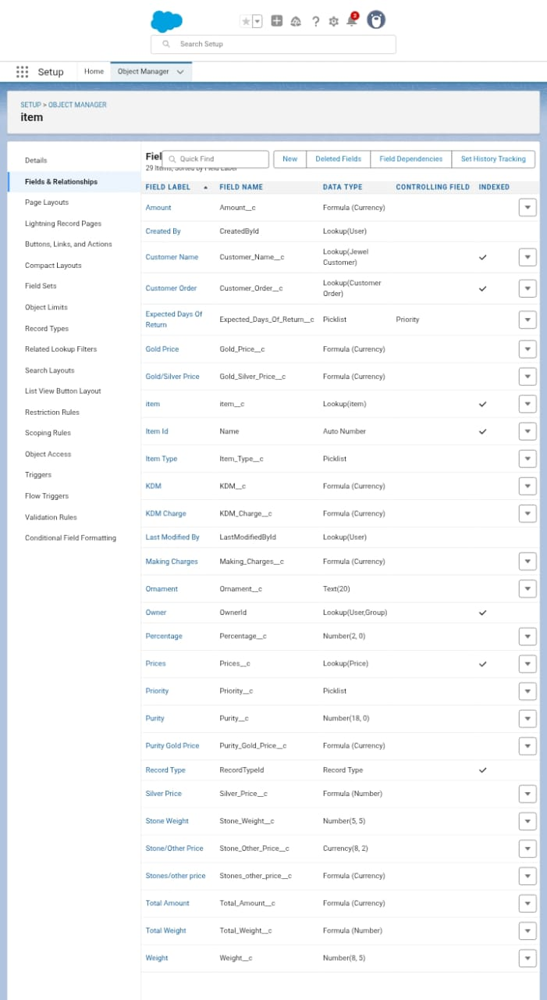 2
Search Setup
Setup Home Object Manager
SETUP > OBJECT MANAGER
item
Details
Fields & Relationships
Page Layouts
Lightning Record Pages
Buttons, Links, and Actions
Compact Layouts
Field Sets
Object Limits
Record Types
Related Lookup Filters
Search Layouts
List View Button Layout
Restriction Rules
Scoping Rules
Object Access
Triggers
Flow Triggers
Validation Rules
Conditional Field Formatting
Quick Find New Deleted Fields Field Dependencies Set History Tracking
29 Items, Sorted by Field Label
FIELD LABEL FIELD NAME DATA TYPE CONTROLLING FIELD INDEXED
Amount Amount__c Formula (Currency)
Created By CreatedById Lookup(User)
Customer Name Customer_Name__c Lookup(Jewel
Customer)
Customer Order Customer_Order__c Lookup(Customer
Order)
Expected Days Of
Return Expected_Days_Of_Return__c Picklist Priority
Gold Price Gold_Price__c Formula (Currency)
Gold/Silver Price Gold_Silver_Price__c Formula (Currency)
item item__c Lookup(item)
Item Id Name Auto Number
Item Type Item_Type__c Picklist
KDM KDM__c Formula (Currency)
KDM Charge KDM_Charge__c Formula (Currency)
Last Modified By LastModifiedById Lookup(User)
Making Charges Making_Charges__c Formula (Currency)
Ornament Ornament__c Text(20)
Owner OwnerId Lookup(User,Group)
Percentage Percentage__c Number(2, 0)
Prices Prices__c Lookup(Price)
Priority Priority__c Picklist
Purity Purity__c Number(18, 0)
Purity Gold Price Purity_Gold_Price__c Formula (Currency)
Record Type RecordTypeId Record Type
Silver Price Silver_Price__c Formula (Number)
Stone Weight Stone_Weight__c Number(5, 5)
Stone/Other Price Stone_Other_Price__c Currency(8, 2)
Stones/other price Stones_other_price__c Formula (Currency)
Total Amount Total_Amount__c Formula (Currency)
Total Weight Total_Weight__c Formula (Number)
Weight Weight__c Number(8, 5)